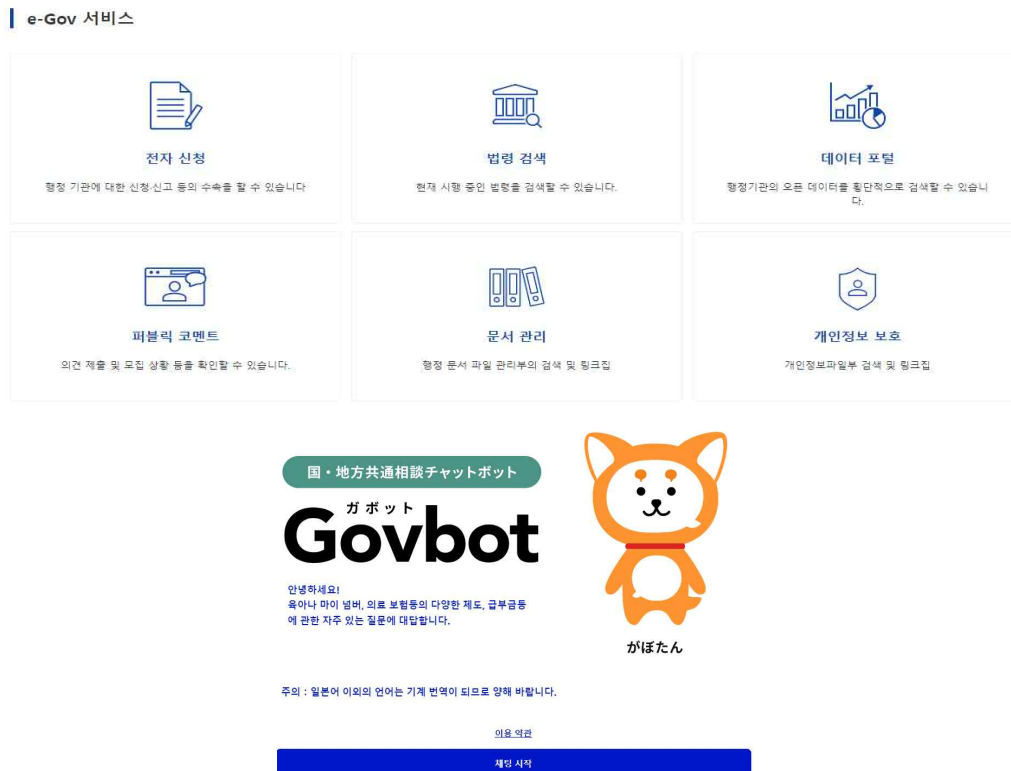 e-Gov 서비스
전자 신청
행정 기관에 대한 신청·신고 등의 수속을 할 수 있습니다
법령 검색
현재 시행 중인 법령을 검색할 수 있습니다.
데이터 포털
행정기관의 오픈 데이터를 횡단적으로 검색할 수 있습니
다.
퍼블릭 코멘트
의견 제출 및 모집 상황 등을 확인할 수 있습니다.
문서 관리
행정 문서 파일 관리부의 검색 및 링크집
개인정보 보호
개인정보파일부 검색 및 링크집
国・地方共通相談チャットボット
ガボット
Govbot
안녕하세요!
육아나 마이 넘버, 의료 보험등의 다양한 제도, 급부금등
에 관한 자주 있는 질문에 대답합니다.
がぼたん
주의 : 일본어 이외의 언어는 기계 번역이 되므로 양해 바랍니다.
이용 약관
채팅 시작